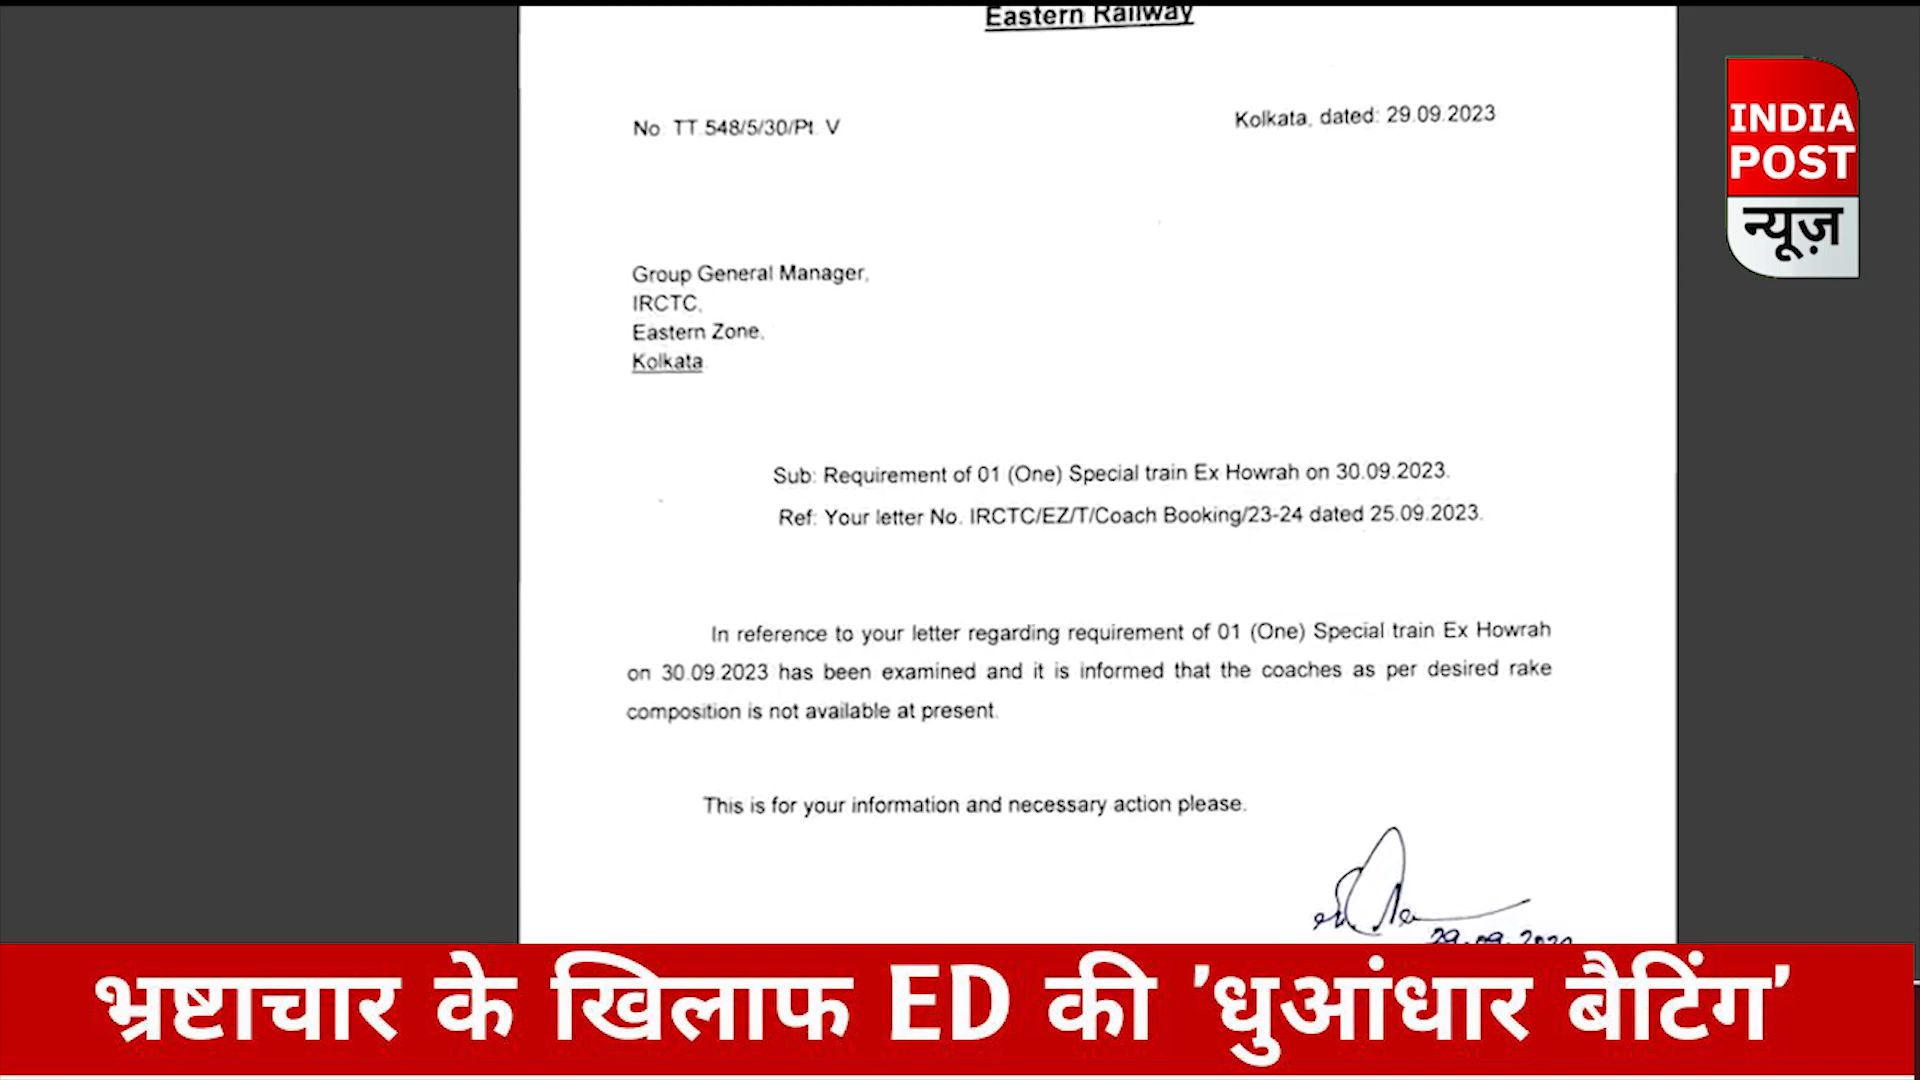 Eastern Railway
No. TT.548/5/30/Pt. V
Kolkata, dated: 29.09.2023
INDIA
POST
न्यूज़
Group General Manager,
IRCTC,
Eastern Zone,
Kolkata.
Sub: Requirement of 01 (One) Special train Ex Howrah on 30.09.2023.
Ref: Your letter No. IRCTC/EZ/T/Coach Booking/23-24 dated 25.09.2023.
In reference to your letter regarding requirement of 01 (One) Special train Ex Howrah
on 30.09.2023 has been examined and it is informed that the coaches as per desired rake
composition is not available at present.
This is for your information and necessary action please.
भ्रष्टाचार के खिलाफ ED की 'धुआंधार बैटिंग'